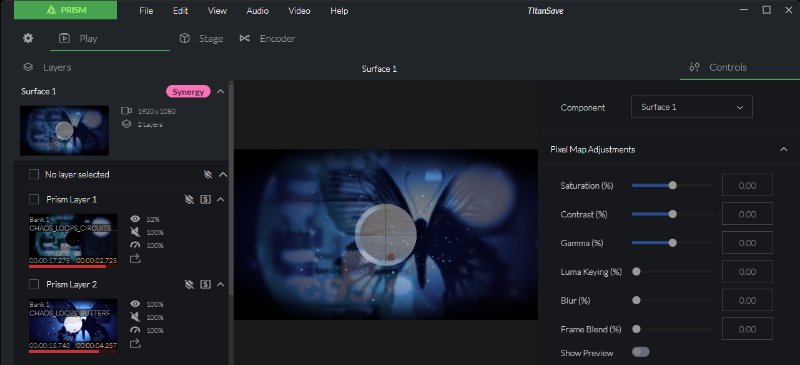 PRISM File Edit View Audio Video Help TitanSave
Play Stage Encoder
Layers Surface 1 Controls
Surface 1 Synergy
1920 x 1080
2 Layers
No layer selected
Prism Layer 1 S
Bank 1
CHAOS_LOOPS_CIRCUITS...
00:00:17.275 00:00:02.725
52%
100%
100%
Prism Layer 2 S
Bank 1
CHAOS_LOOPS_BUTTERF...
00:00:15.743 00:00:04.257
100%
100%
100%
Component Surface 1
Pixel Map Adjustments
Saturation (%) 0.00
Contrast (%) 0.00
Gamma (%) 0.00
Luma Keying (%) 0.00
Blur (%) 0.00
Frame Blend (%) 0.00
Show Preview